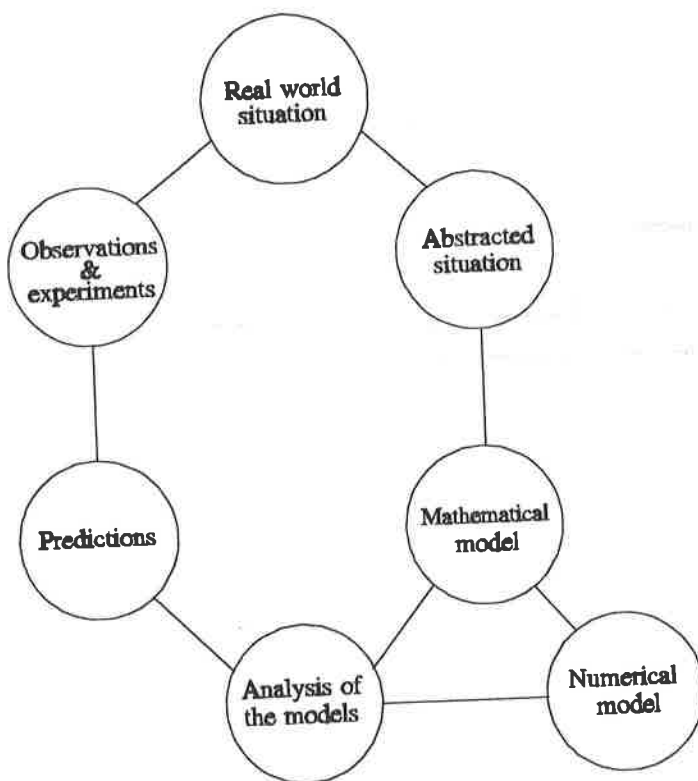 Real world
situation
Abstracted
situation
Observations
&
experiments
Mathematical
model
Predictions
Numerical
model
Analysis of
the models